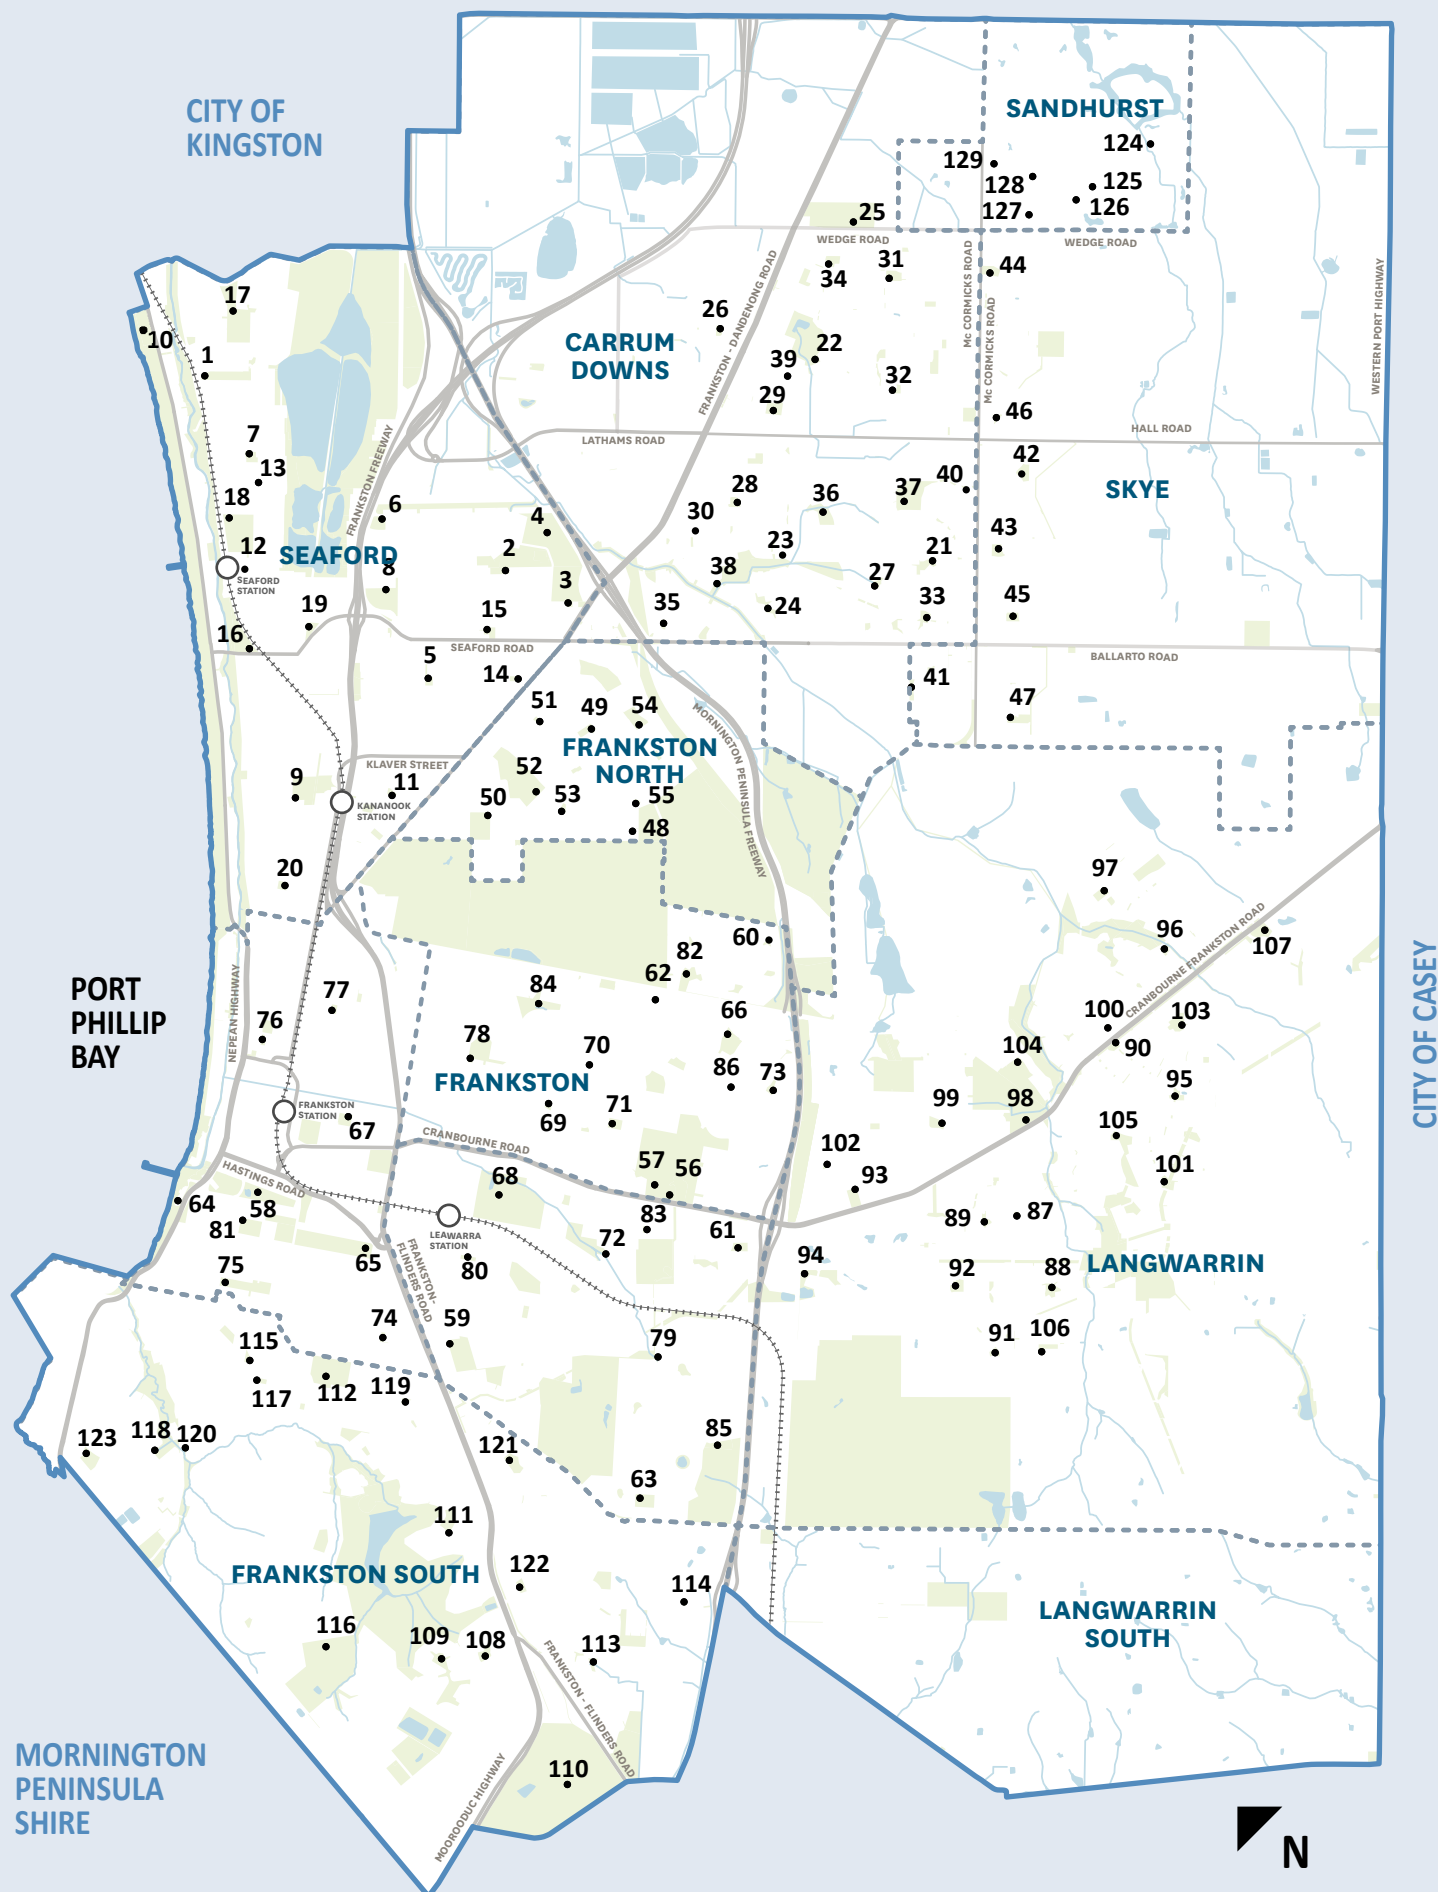 CITY OF
KINGSTON
SANDHURST
124
129
128
125
127
126
25
WEDGE ROAD
WEDGE ROAD
34
31
44
Mc CORMICKS ROAD
Mc CORMICKS ROAD
WESTERN PORT HIGHWAY
17
10
1
26
CARRUM
DOWNS
FRANKSTON - DANDENONG ROAD
22
39
29
32
46
7
13
18
FRANKSTON FREEWAY
LATHAMS ROAD
HALL ROAD
42
6
4
28
30
36
37
40
SKYE
12
SEAFORD
SEAFORD
STATION
8
2
3
38
23
21
27
43
19
15
35
24
33
45
16
SEAFORD ROAD
BALLARTO ROAD
5
14
41
51
49
54
47
MORNINGTON PENINSULA FREEWAY
FRANKSTON
NORTH
KLAVER STREET
9
11
KANANOOK
STATION
52
50
53
55
48
20
97
96
CRANBOURNE FRANKSTON ROAD
107
60
82
62
84
CITY OF CASEY
PORT
PHILLIP
BAY
NEPEAN HIGHWAY
77
76
66
78
70
FRANKSTON
86
73
100
103
90
104
95
FRANKSTON
STATION
67
69
71
99
98
105
CRANBOURNE ROAD
102
93
101
HASTINGS ROAD
68
57
56
64
58
81
LEAWARRA
STATION
83
61
89
87
72
65
FRANKSTON-
FLINDERS ROAD
80
75
94
92
88
LANGWARRIN
74
59
79
91
106
115
117
112
119
118
120
123
121
85
63
111
FRANKSTON SOUTH
122
114
LANGWARRIN
SOUTH
116
109
108
113
FRANKSTON - FLINDERS ROAD
MORNINGTON
PENINSULA
SHIRE
MOOROODUC HIGHWAY
110
N